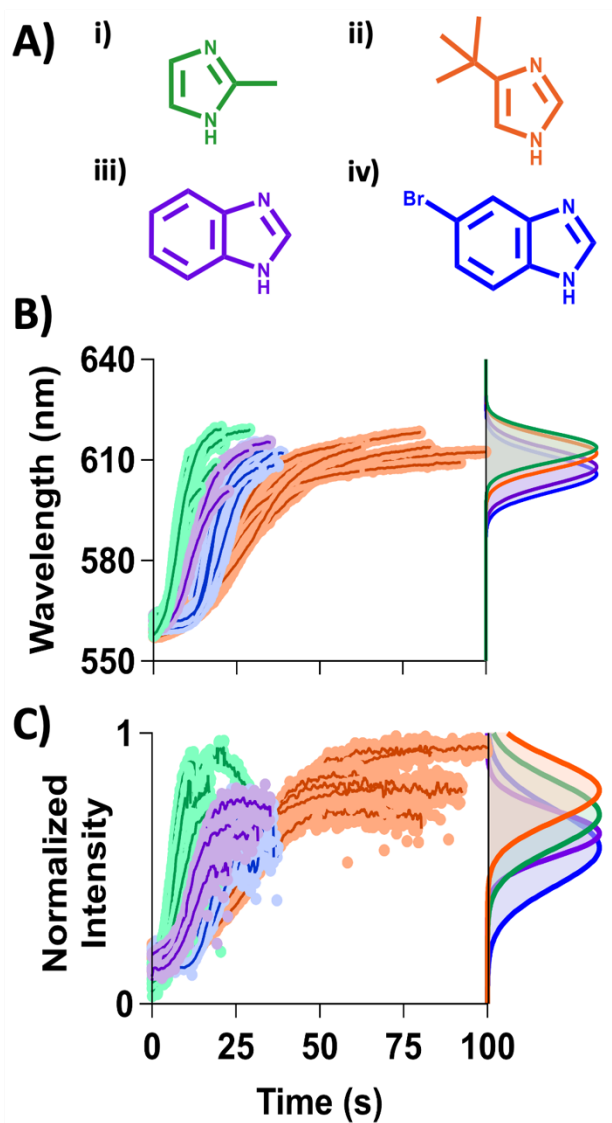 A)
i)
ii)
N
N
H
N
N
H
iii)
iv)
N
N
H
Br
N
N
H
B)
640
610
580
550
Wavelength (nm)
C)
1
0
Normalized
Intensity
0
25
50
75
100
Time (s)